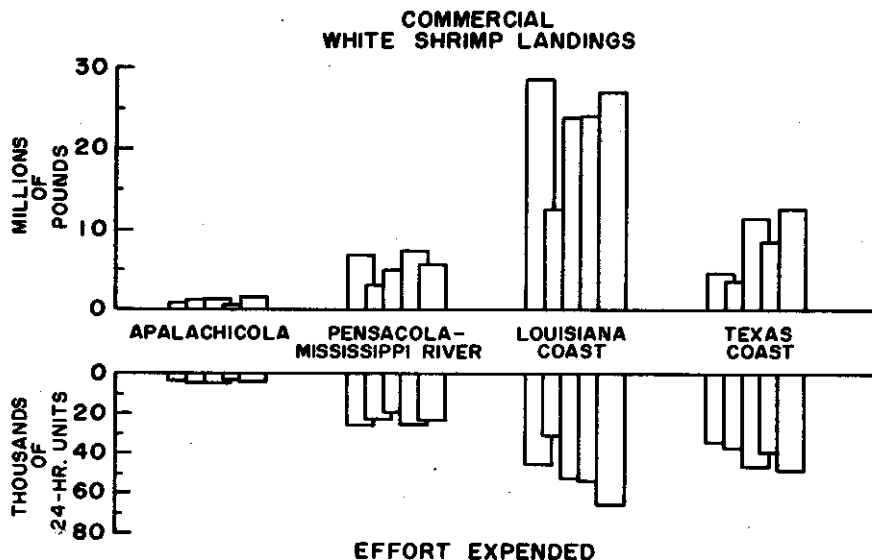 COMMERCIAL
WHITE SHRIMP LANDINGS
MILLIONS
OF
POUNDS
30
20
10
0
APALACHICOLA
PENSACOLA-
MISSISSIPPI RIVER
LOUISIANA
COAST
TEXAS
COAST
THOUSANDS
OF
24-HR. UNITS
0
20
40
60
80
EFFORT EXPENDED